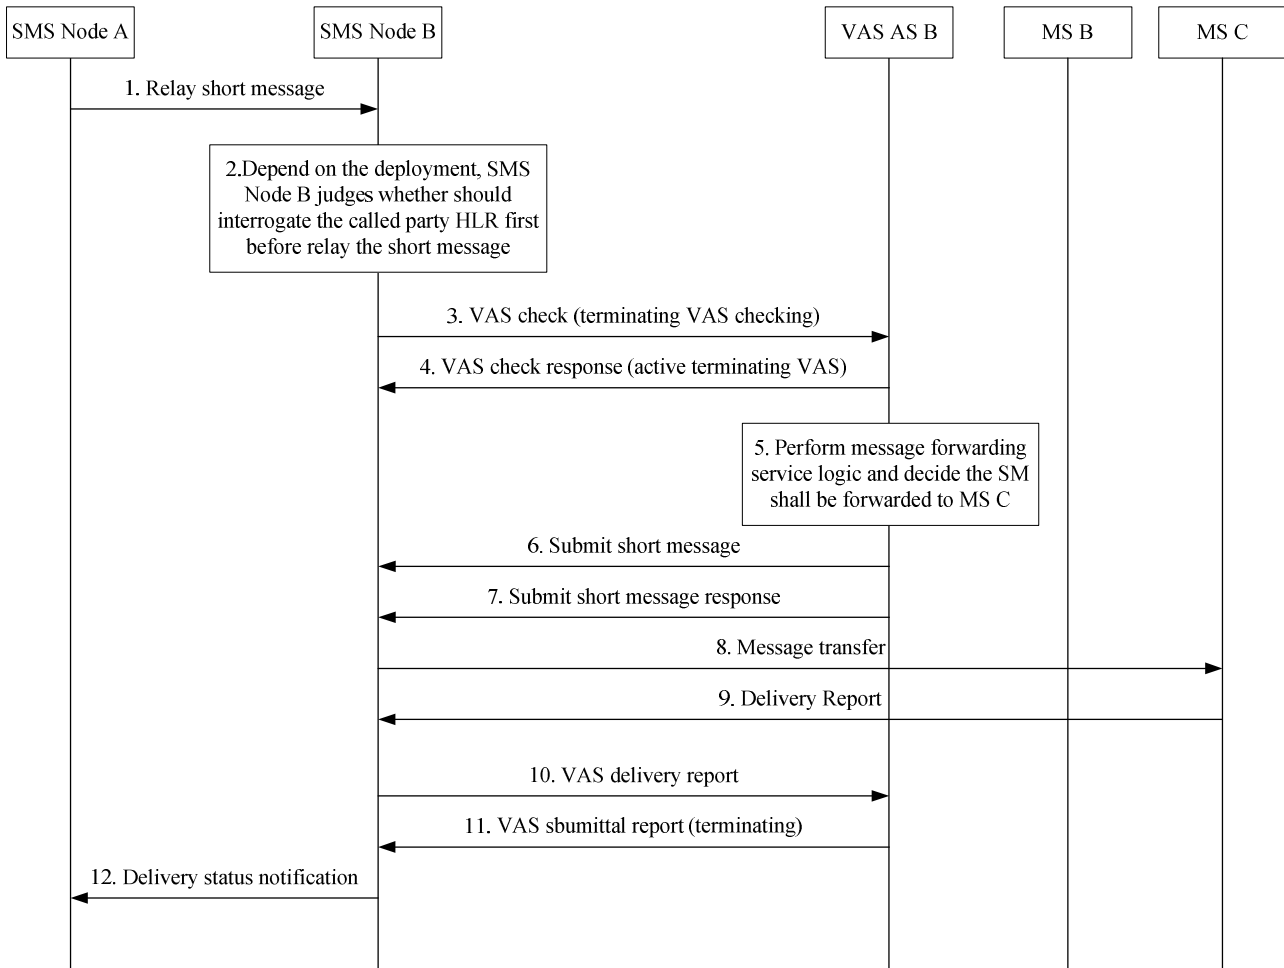 SMS Node A
SMS Node B
VAS AS B
MS B
MS C
1. Relay short message
2.Depend on the deployment, SMS
Node B judges whether should
interrogate the called party HLR first
before relay the short message
3. VAS check (terminating VAS checking)
4. VAS check response (active terminating VAS)
5. Perform message forwarding
service logic and decide the SM
shall be forwarded to MS C
6. Submit short message
7. Submit short message response
8. Message transfer
9. Delivery Report
10. VAS delivery report
11. VAS sbumittal report (terminating)
12. Delivery status notification